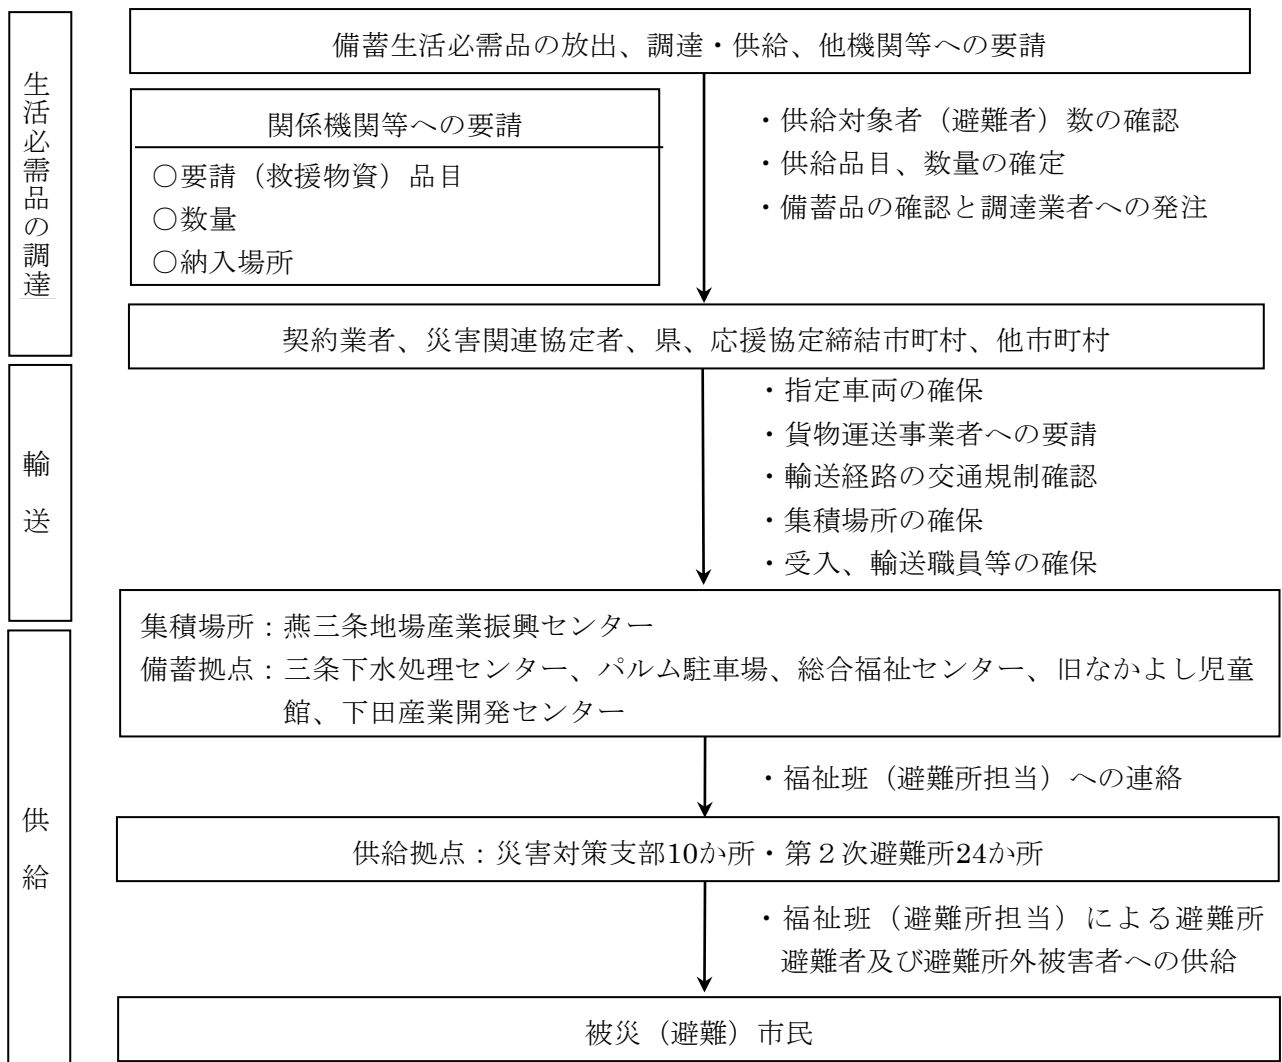 生活必需品の調達
備蓄生活必需品の放出、調達・供給、他機関等への要請
関係機関等への要請
○要請（救援物資）品目
○数量
○納入場所
・供給対象者（避難者）数の確認
・供給品目、数量の確定
・備蓄品の確認と調達業者への発注
契約業者、災害関連協定者、県、応援協定締結市町村、他市町村
輸送
・指定車両の確保
・貨物運送事業者への要請
・輸送経路の交通規制確認
・集積場所の確保
・受入、輸送職員等の確保
集積場所：燕三条地場産業振興センター
備蓄拠点：三条下水処理センター、パルム駐車場、総合福祉センター、旧なかよし児童
館、下田産業開発センター
供給
・福祉班（避難所担当）への連絡
供給拠点：災害対策支部10か所・第２次避難所24か所
・福祉班（避難所担当）による避難所
避難者及び避難所外被害者への供給
被災（避難）市民